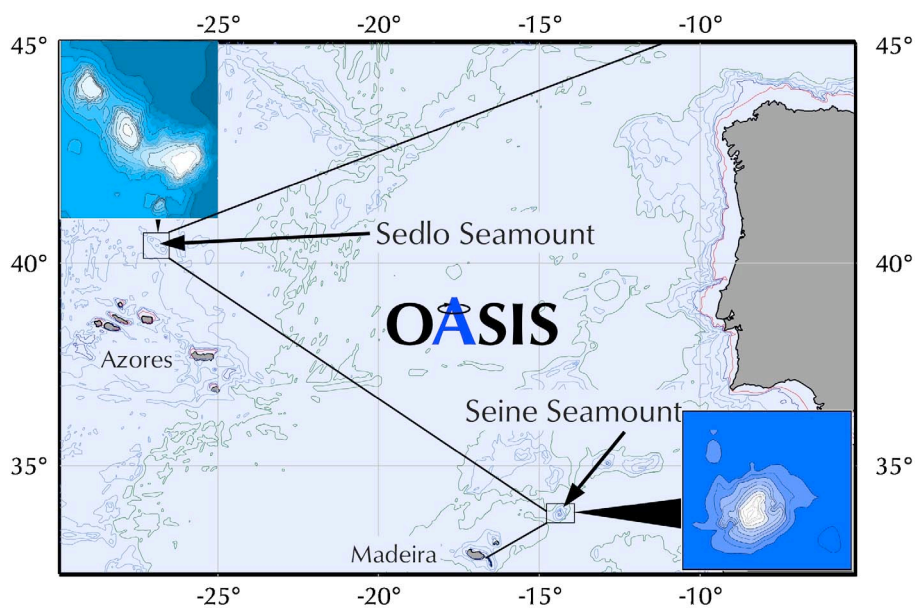 -25° -20° -15° -10°
45° 45°
Sedlo Seamount
40° 40°
OASIS
Azores
Seine Seamount
35° 35°
Madeira
-25° -20° -15° -10°